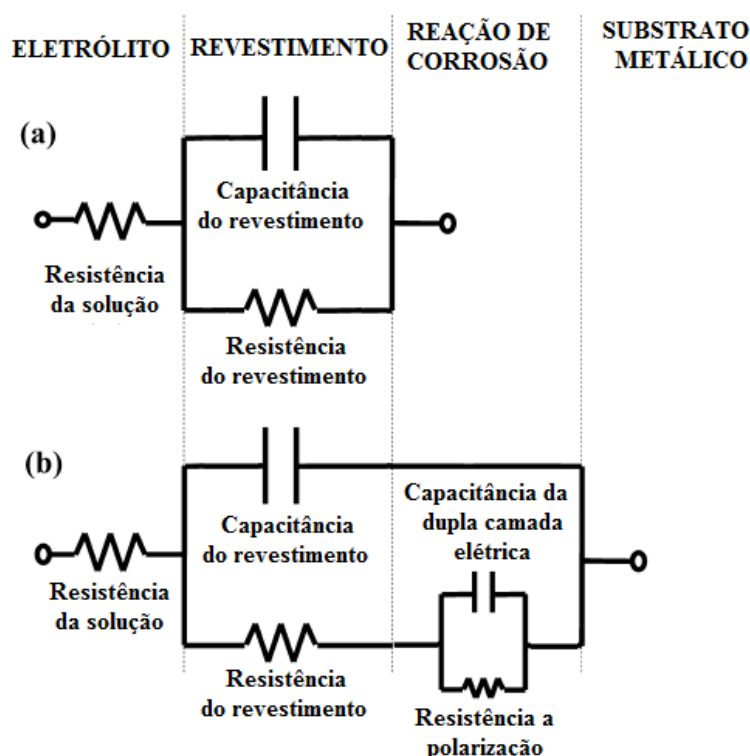 ELETRÓLITO
REVESTIMENTO
REAÇÃO DE
CORROSÃO
SUBSTRATO
METÁLICO
(a)
Capacitância
do revestimento
Resistência
da solução
Resistência
do revestimento
(b)
Capacitância da
dupla camada
elétrica
Capacitância
do revestimento
Resistência
da solução
Resistência
do revestimento
Resistência a
polarização